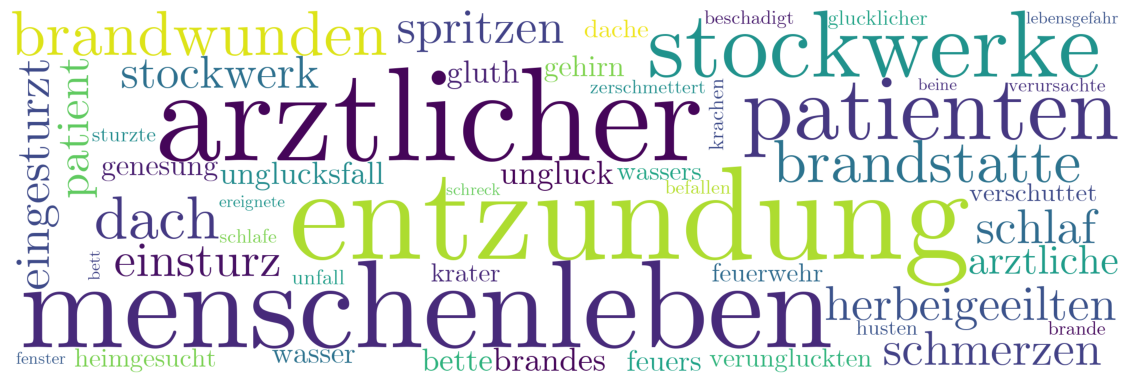 brandwunden spritzen dache beschadigt glucklicher lebensgefahr
stockwerke
eingesturzt patient stockwerk gluth gehirn
zerschmettert krachen beine verursachte
arztlicher patienten
sturzte
genesung unglucksfall ungluck wassers brandstatte
ereignete schreck befallen verschuttet
dach schlafe entzundung schlaf
bett einsturz unfall krater feuerwehr arztliche
menschenleben herbeigeeilten
husten brande
fenster heimgesucht wasser bette brandes feuers verungluckten schmerzen